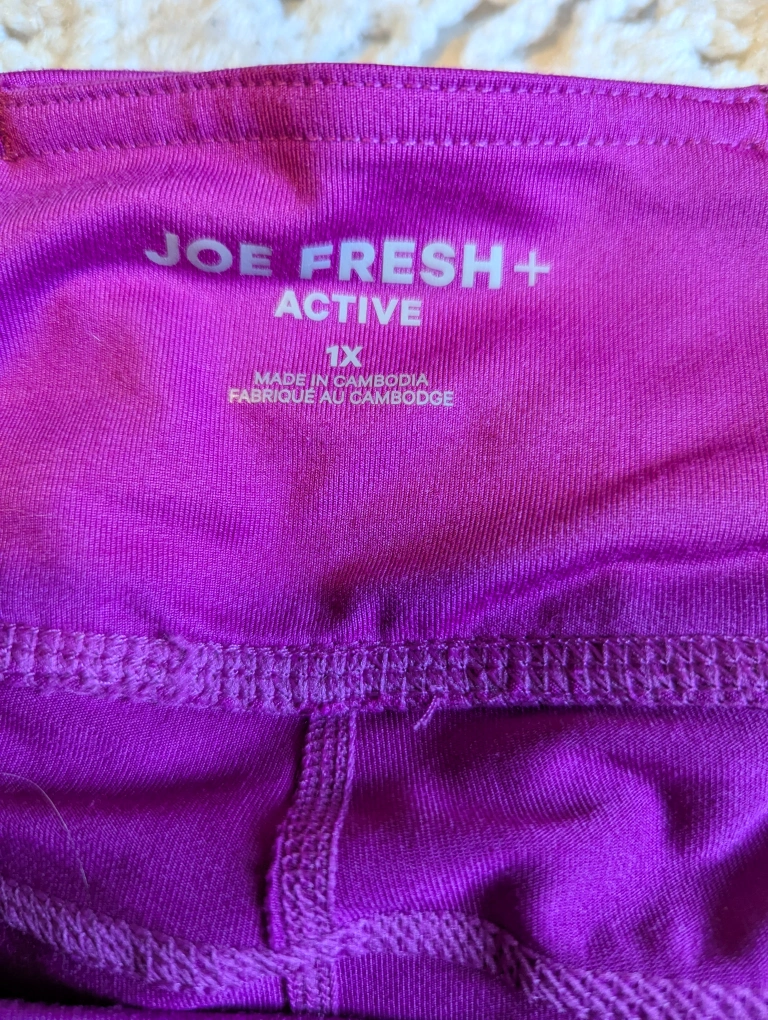 JOE FRESH+
ACTIVE
1X
MADE IN CAMBODIA
FABRIQUÉ AU CAMBODGE